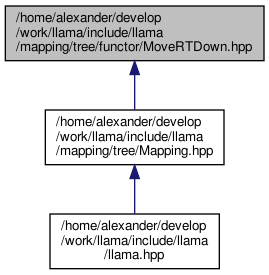 /home/alexander/develop
/work/llama/include/llama
/mapping/tree/functor/MoveRTDown.hpp
/home/alexander/develop
/work/llama/include/llama
/mapping/tree/Mapping.hpp
/home/alexander/develop
/work/llama/include/llama
/llama.hpp